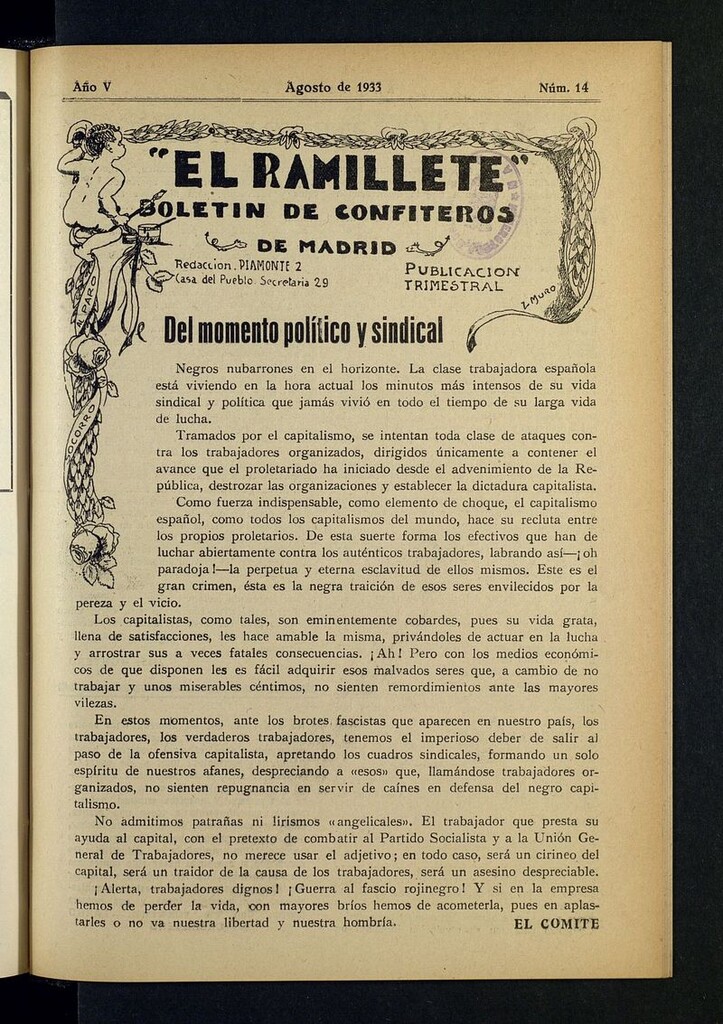 Año V Agosto de 1933 Núm. 14
"EL RAMILLETE"
BOLETIN DE CONFITEROS
DE MADRID
Redaccion. PIAMONTE 2
Casa del Pueblo. Secretaria 29
PUBLICACION
TRIMESTRAL
Z. MURO
PARO
SOCORRO
Del momento político y sindical
Negros nubarrones en el horizonte. La clase trabajadora española
está viviendo en la hora actual los minutos más intensos de su vida
sindical y política que jamás vivió en todo el tiempo de su larga vida
de lucha.
Tramados por el capitalismo, se intentan toda clase de ataques con-
tra los trabajadores organizados, dirigidos únicamente a contener el
avance que el proletariado ha iniciado desde el advenimiento de la Re-
pública, destrozar las organizaciones y establecer la dictadura capitalista.
Como fuerza indispensable, como elemento de choque, el capitalismo
español, como todos los capitalismos del mundo, hace su recluta entre
los propios proletarios. De esta suerte forma los efectivos que han de
luchar abiertamente contra los auténticos trabajadores, labrando así—¡oh
paradoja!—la perpetua y eterna esclavitud de ellos mismos. Este es el
gran crimen, ésta es la negra traición de esos seres envilecidos por la
pereza y el vicio.
Los capitalistas, como tales, son eminentemente cobardes, pues su vida grata,
llena de satisfacciones, les hace amable la misma, privándoles de actuar en la lucha
y arrostrar sus a veces fatales consecuencias. ¡Ah! Pero con los medios económi-
cos de que disponen les es fácil adquirir esos malvados seres que, a cambio de no
trabajar y unos miserables céntimos, no sienten remordimientos ante las mayores
vilezas.
En estos momentos, ante los brotes fascistas que aparecen en nuestro país, los
trabajadores, los verdaderos trabajadores, tenemos el imperioso deber de salir al
paso de la ofensiva capitalista, apretando los cuadros sindicales, formando un solo
espíritu de nuestros afanes, despreciando a «esos» que, llamándose trabajadores or-
ganizados, no sienten repugnancia en servir de caínes en defensa del negro capi-
talismo.
No admitimos patrañas ni lirismos «angelicales». El trabajador que presta su
ayuda al capital, con el pretexto de combatir al Partido Socialista y a la Unión Ge-
neral de Trabajadores, no merece usar el adjetivo; en todo caso, será un cirineo del
capital, será un traidor de la causa de los trabajadores, será un asesino despreciable.
¡Alerta, trabajadores dignos! ¡Guerra al fascio rojinegro! Y si en la empresa
hemos de perder la vida, con mayores bríos hemos de acometerla, pues en aplas-
tarles o no va nuestra libertad y nuestra hombría. EL COMITE